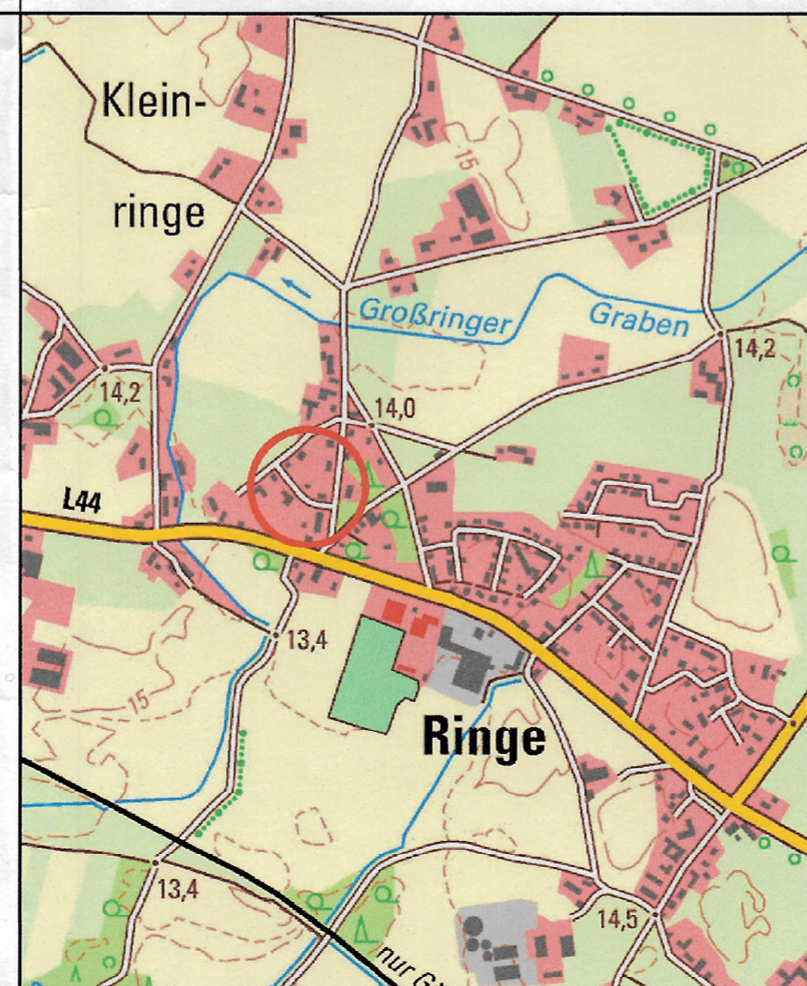 Klein-
ringe
15
Großringer Graben
14,2
14,2
14,0
L44
13,4
15
Ringe
13,4
14,5
nur